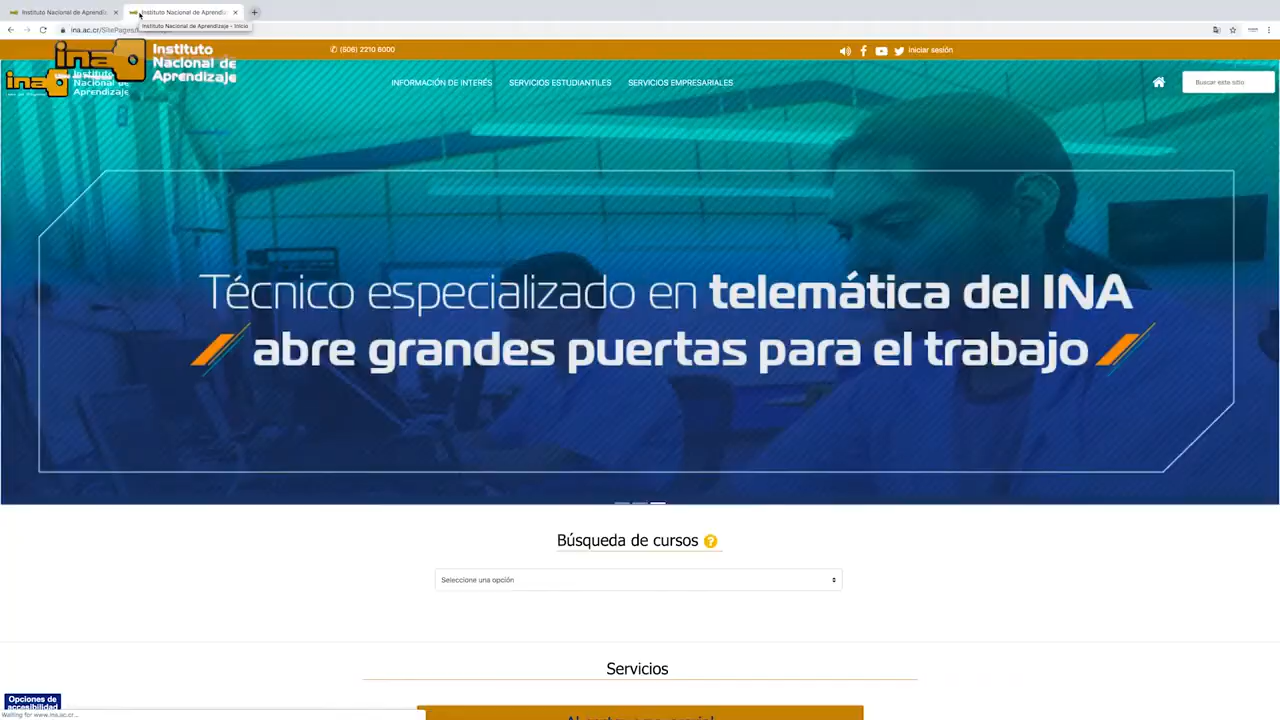 Instituto Nacional de Aprendiz
Instituto Nacional de Aprendiz
Instituto Nacional de Aprendizaje - Inicio
ina.ac.cr/SitePages/
ina Instituto
Nacional de
Aprendizaje
ina
Nacional de
Aprendizaje
(506) 2210 6000
Iniciar sesión
INFORMACIÓN DE INTERÉS
SERVICIOS ESTUDIANTILES
SERVICIOS EMPRESARIALES
Buscar este sitio
Técnico especializado en telemática del INA
abre grandes puertas para el trabajo
Búsqueda de cursos ?
Seleccione una opción
Servicios
Opciones de
accesibilidad
Waiting for www.ina.ac.cr...